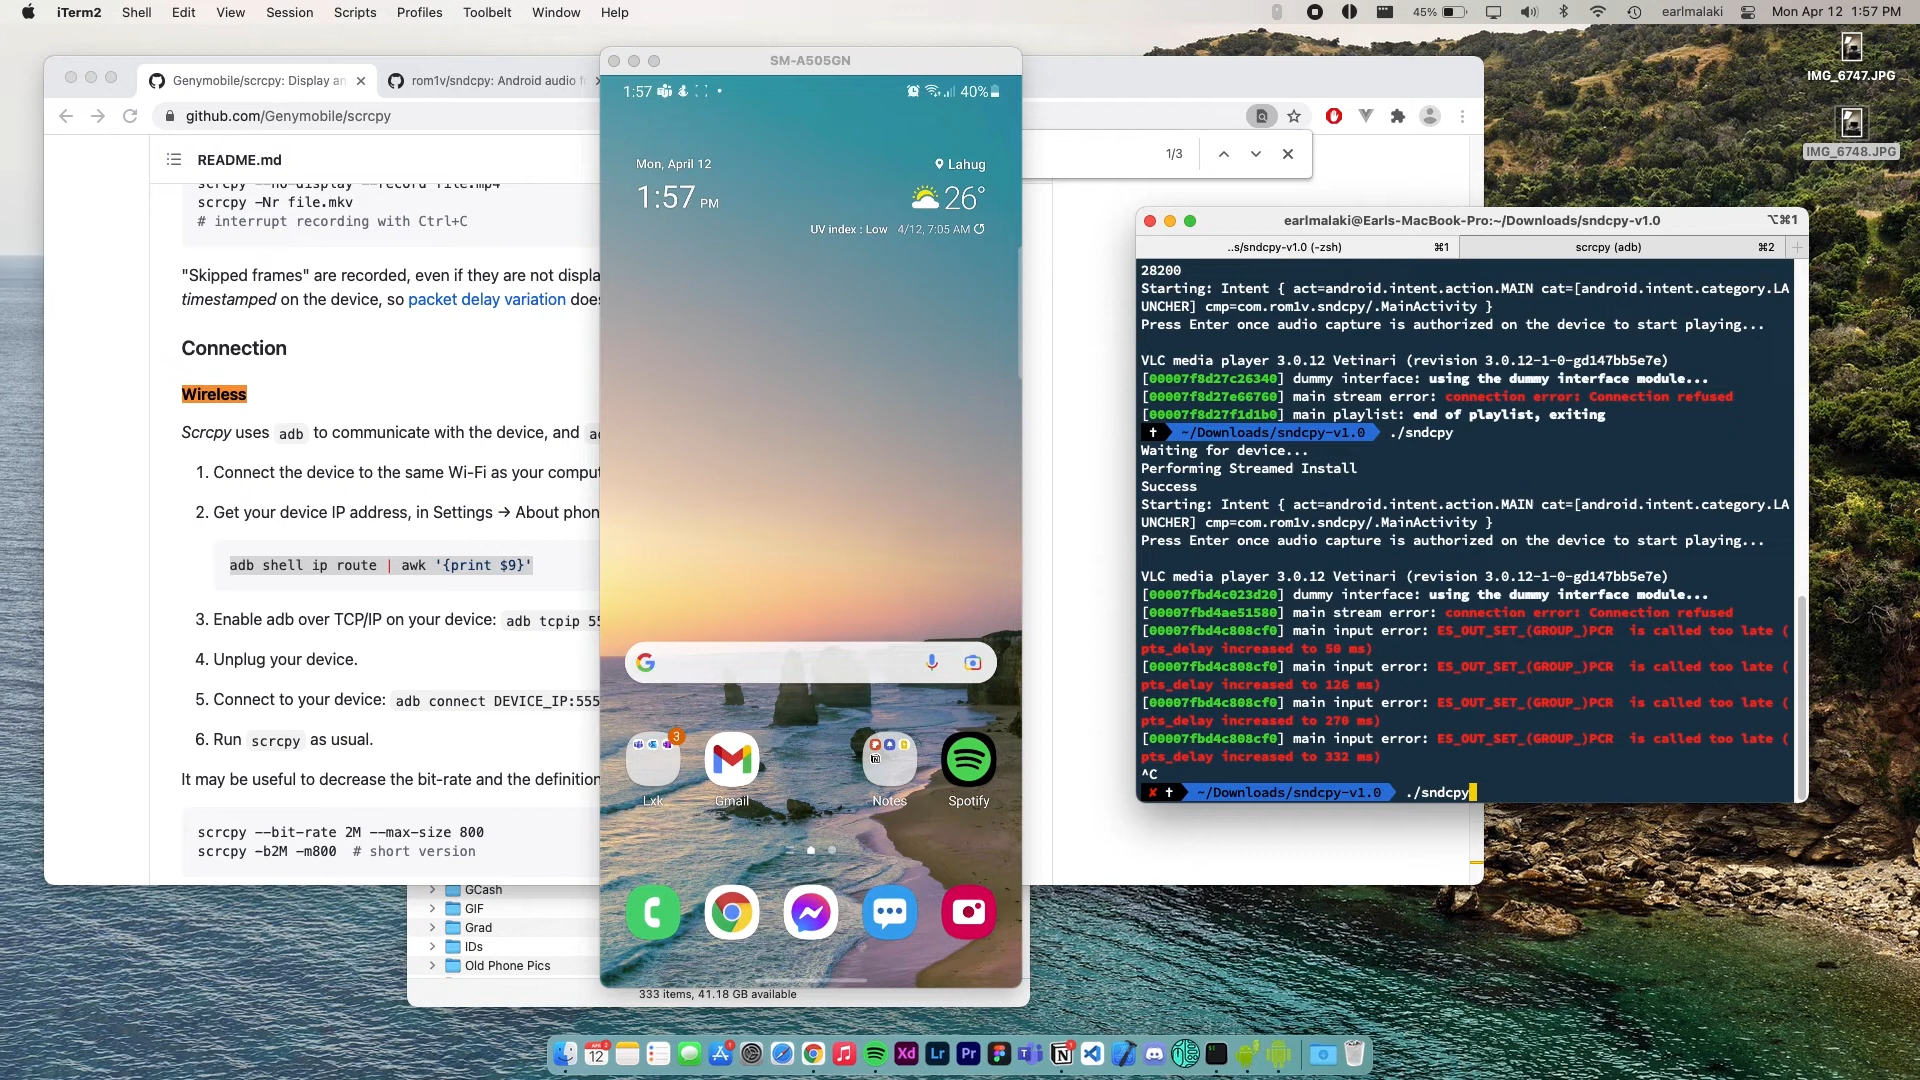 iTerm2 Shell Edit View Session Scripts Profiles Toolbelt Window Help
45% earlmalaki Mon Apr 12 1:57 PM
IMG_6747.JPG
IMG_6748.JPG
Genymobile/scrcpy: Display an
rom1v/sndcpy: Android audio f
github.com/Genymobile/scrcpy
1/3
README.md
scrcpy --no-display --record file.mp4
scrcpy -Nr file.mkv
# interrupt recording with Ctrl+C
"Skipped frames" are recorded, even if they are not displa
timestamped on the device, so packet delay variation does
Connection
Wireless
Scrcpy uses adb to communicate with the device, and
1. Connect the device to the same Wi-Fi as your comput
2. Get your device IP address, in Settings → About phon
adb shell ip route | awk '{print $9}'
3. Enable adb over TCP/IP on your device: adb tcpip 55
4. Unplug your device.
5. Connect to your device: adb connect DEVICE_IP:555
6. Run scrcpy as usual.
It may be useful to decrease the bit-rate and the definition
scrcpy --bit-rate 2M --max-size 800
scrcpy -b2M -m800 # short version
GCash
GIF
Grad
IDs
Old Phone Pics
333 items, 41.18 GB available
SM-A505GN
1:57 40%
Mon, April 12
Lahug
1:57 PM
26°
UV index : Low 4/12, 7:05 AM
3
Lxk
Gmail
Notes
Spotify
earlmalaki@Earls-MacBook-Pro:~/Downloads/sndcpy-v1.0 ⌥⌘1
..s/sndcpy-v1.0 (-zsh) ⌘1 scrcpy (adb) ⌘2
28200
Starting: Intent { act=android.intent.action.MAIN cat=[android.intent.category.LA
UNCHER] cmp=com.rom1v.sndcpy/.MainActivity }
Press Enter once audio capture is authorized on the device to start playing...
VLC media player 3.0.12 Vetinari (revision 3.0.12-1-0-gd147bb5e7e)
[00007f8d27c26340] dummy interface: using the dummy interface module...
[00007f8d27e66760] main stream error: connection error: Connection refused
[00007f8d27f1d1b0] main playlist: end of playlist, exiting
~/Downloads/sndcpy-v1.0 ./sndcpy
Waiting for device...
Performing Streamed Install
Success
Starting: Intent { act=android.intent.action.MAIN cat=[android.intent.category.LA
UNCHER] cmp=com.rom1v.sndcpy/.MainActivity }
Press Enter once audio capture is authorized on the device to start playing...
VLC media player 3.0.12 Vetinari (revision 3.0.12-1-0-gd147bb5e7e)
[00007fbd4c023d20] dummy interface: using the dummy interface module...
[00007fbd4ae51580] main stream error: connection error: Connection refused
[00007fbd4c808cf0] main input error: ES_OUT_SET_(GROUP_)PCR is called too late (
pts_delay increased to 50 ms)
[00007fbd4c808cf0] main input error: ES_OUT_SET_(GROUP_)PCR is called too late (
pts_delay increased to 126 ms)
[00007fbd4c808cf0] main input error: ES_OUT_SET_(GROUP_)PCR is called too late (
pts_delay increased to 270 ms)
[00007fbd4c808cf0] main input error: ES_OUT_SET_(GROUP_)PCR is called too late (
pts_delay increased to 332 ms)
^C
~/Downloads/sndcpy-v1.0 ./sndcpy
APR 12 Xd Lr Pr